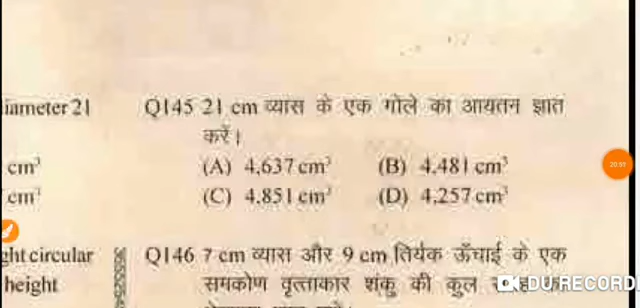 iameter 21
cm³
cm³
ght circular
height
Q145 21 cm व्यास के एक गोले का आयतन ज्ञात
करें।
(A) 4,637 cm³ (B) 4,481 cm³
(C) 4,851 cm³ (D) 4,257 cm³
Q146 7 cm व्यास और 9 cm तिर्यक ऊँचाई के एक
समकोण वृत्ताकार शंकु की कुल
DU RECORD